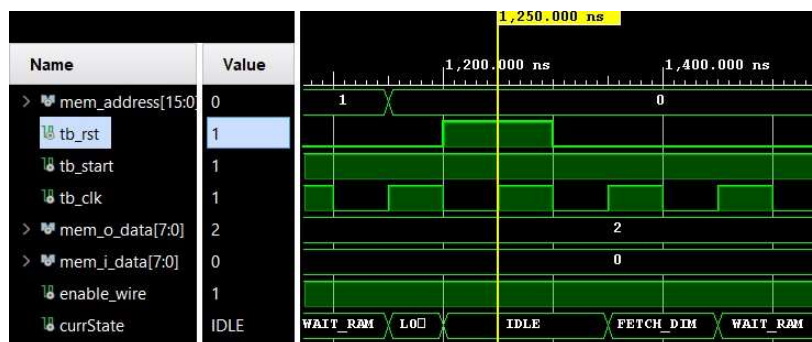 1,250.000 ns
Name Value 1,200.000 ns 1,400.000 ns
> mem_address[15:0] 0 1 0
tb_rst 1
tb_start 1
tb_clk 1
> mem_o_data[7:0] 2 2
> mem_i_data[7:0] 0 0
enable_wire 1
currState IDLE WAIT_RAM LO IDLE FETCH_DIM WAIT_RAM